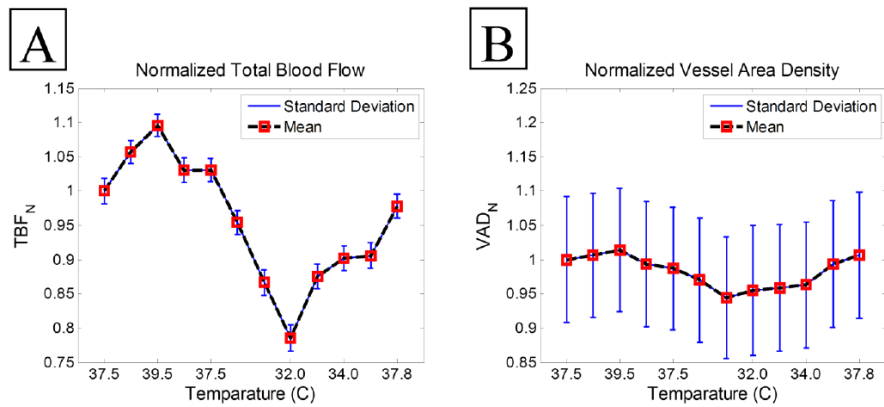 A
Normalized Total Blood Flow
1.15
1.1
1.05
1
0.95
0.9
0.85
0.8
0.75
TBF_N
Standard Deviation
Mean
37.5 39.5 37.5 32.0 34.0 37.8
Temparature (C)
B
Normalized Vessel Area Density
1.25
1.2
1.15
1.1
1.05
1
0.95
0.9
0.85
VAD_N
Standard Deviation
Mean
37.5 39.5 37.5 32.0 34.0 37.8
Temparature (C)